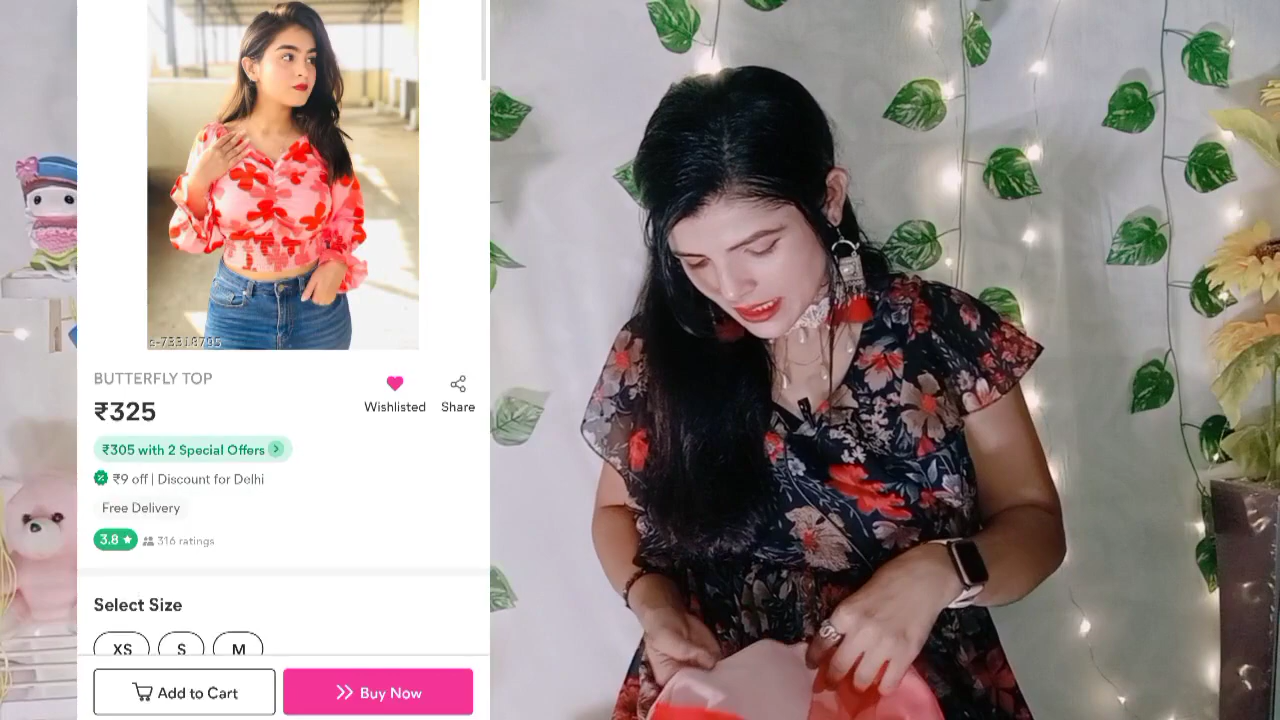 s-73318795
BUTTERFLY TOP
₹325
Wishlisted
Share
₹305 with 2 Special Offers
₹9 off | Discount for Delhi
Free Delivery
3.8 ★ 316 ratings
Select Size
XS S M
Add to Cart
Buy Now